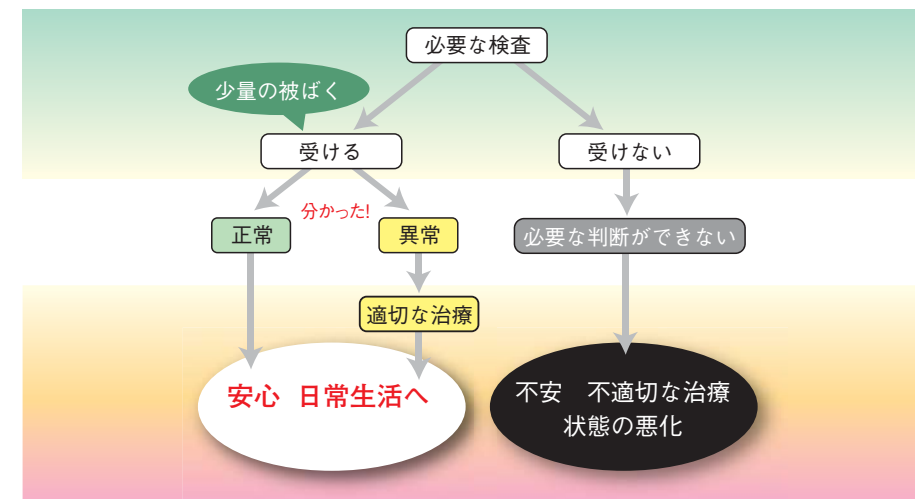 必要な検査
少量の被ばく
受ける
受けない
分かった!
正常
異常
必要な判断ができない
適切な治療
安心 日常生活へ
不安 不適切な治療
状態の悪化